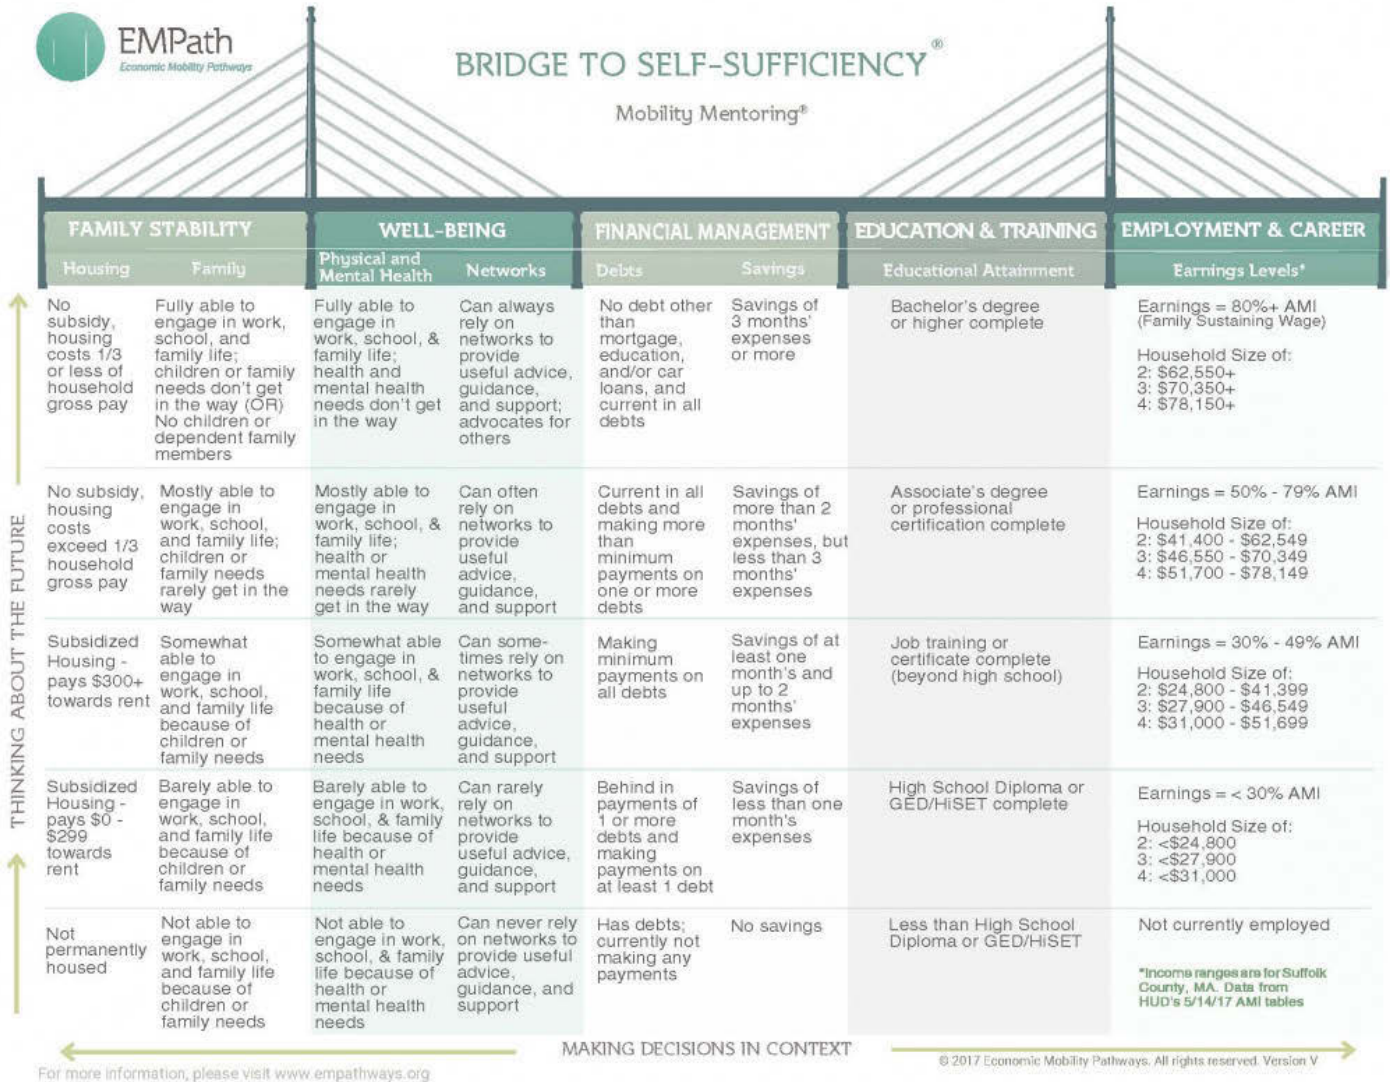 EMPath
Economic Mobility Pathways
BRIDGE TO SELF-SUFFICIENCY®
Mobility Mentoring®
FAMILY STABILITY
WELL-BEING
FINANCIAL MANAGEMENT
EDUCATION & TRAINING
EMPLOYMENT & CAREER
Housing
Family
Physical and
Mental Health
Networks
Debts
Savings
Educational Attainment
Earnings Levels*
No
subsidy,
housing
costs 1/3
or less of
household
gross pay
Fully able to
engage in work,
school, and
family life;
children or family
needs don't get
in the way (OR)
No children or
dependent family
members
Fully able to
engage in
work, school, &
family life;
health and
mental health
needs don't get
in the way
Can always
rely on
networks to
provide
useful advice,
guidance,
and support;
advocates for
others
No debt other
than
mortgage,
education,
and/or car
loans, and
current in all
debts
Savings of
3 months'
expenses
or more
Bachelor's degree
or higher complete
Earnings = 80%+ AMI
(Family Sustaining Wage)
Household Size of:
2: $62,550+
3: $70,350+
4: $78,150+
No subsidy,
housing
costs
exceed 1/3
household
gross pay
Mostly able to
engage in
work, school,
and family life;
children or
family needs
rarely get in the
way
Mostly able to
engage in
work, school, &
family life;
health or
mental health
needs rarely
get in the way
Can often
rely on
networks to
provide
useful
advice,
guidance,
and support
Current in all
debts and
making more
than
minimum
payments on
one or more
debts
Savings of
more than 2
months'
expenses, but
less than 3
months'
expenses
Associate's degree
or professional
certification complete
Earnings = 50% - 79% AMI
Household Size of:
2: $41,400 - $62,549
3: $46,550 - $70,349
4: $51,700 - $78,149
Subsidized
Housing -
pays $300+
towards rent
Somewhat
able to
engage in
work, school,
and family life
because of
children or
family needs
Somewhat able
to engage in
work, school, &
family life
because of
health or
mental health
needs
Can some-
times rely on
networks to
provide
useful
advice,
guidance,
and support
Making
minimum
payments on
all debts
Savings of at
least one
month's and
up to 2
months'
expenses
Job training or
certificate complete
(beyond high school)
Earnings = 30% - 49% AMI
Household Size of:
2: $24,800 - $41,399
3: $27,900 - $46,549
4: $31,000 - $51,699
Subsidized
Housing -
pays $0 -
$299
towards
rent
Barely able to
engage in
work, school,
and family life
because of
children or
family needs
Barely able to
engage in work,
school, & family
life because of
health or
mental health
needs
Can rarely
rely on
networks to
provide
useful advice,
guidance,
and support
Behind in
payments of
1 or more
debts and
making
payments on
at least 1 debt
Savings of
less than one
month's
expenses
High School Diploma or
GED/HiSET complete
Earnings = < 30% AMI
Household Size of:
2: <$24,800
3: <$27,900
4: <$31,000
Not
permanently
housed
Not able to
engage in
work, school,
and family life
because of
children or
family needs
Not able to
engage in work,
school, & family
life because of
health or
mental health
needs
Can never rely
on networks to
provide useful
advice,
guidance, and
support
Has debts;
currently not
making any
payments
No savings
Less than High School
Diploma or GED/HiSET
Not currently employed
*Income ranges are for Suffolk
County, MA. Data from
HUD's 5/14/17 AMI tables
THINKING ABOUT THE FUTURE
MAKING DECISIONS IN CONTEXT
© 2017 Economic Mobility Pathways. All rights reserved. Version V
For more information, please visit www.empathways.org